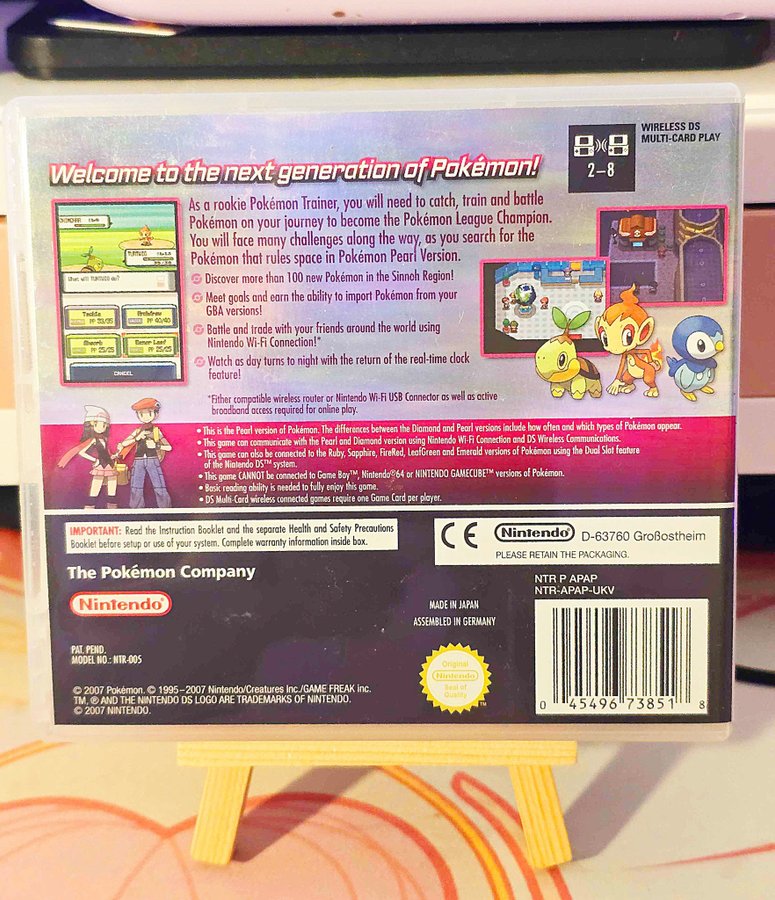 WIRELESS DS
MULTI-CARD PLAY
2–8
Welcome to the next generation of Pokémon!
As a rookie Pokémon Trainer, you will need to catch, train and battle
Pokémon on your journey to become the Pokémon League Champion.
You will face many challenges along the way, as you search for the
Pokémon that rules space in Pokémon Pearl Version.
Discover more than 100 new Pokémon in the Sinnoh Region!
Meet goals and earn the ability to import Pokémon from your
GBA versions!
Battle and trade with your friends around the world using
Nintendo Wi-Fi Connection!*
Watch as day turns to night with the return of the real-time clock
feature!
*Either compatible wireless router or Nintendo Wi-Fi USB Connector as well as active
broadband access required for online play.
CHIMCHAR
TURTWIG
What will TURTWIG do?
Tackle
Withdraw
Absorb
Razor Leaf
PP 25/25
CANCEL
• This is the Pearl version of Pokémon. The differences between the Diamond and Pearl versions include how often and which types of Pokémon appear.
• This game can communicate with the Pearl and Diamond version using Nintendo Wi-Fi Connection and DS Wireless Communications.
• This game can also be connected to the Ruby, Sapphire, FireRed, LeafGreen and Emerald versions of Pokémon using the Dual Slot feature
of the Nintendo DS™ system.
• This game CANNOT be connected to Game Boy™, Nintendo®64 or NINTENDO GAMECUBE™ versions of Pokémon.
• Basic reading ability is needed to fully enjoy this game.
• DS Multi-Card wireless connected games require one Game Card per player.
IMPORTANT: Read the Instruction Booklet and the separate Health and Safety Precautions
Booklet before setup or use of your system. Complete warranty information inside box.
CE Nintendo® D-63760 Großostheim
PLEASE RETAIN THE PACKAGING.
The Pokémon Company
Nintendo®
NTR P APAP
NTR-APAP-UKV
MADE IN JAPAN
ASSEMBLED IN GERMANY
PAT. PEND.
MODEL NO.: NTR-005
Original
Nintendo
Seal of
Quality
TM
© 2007 Pokémon. © 1995–2007 Nintendo/Creatures Inc./GAME FREAK inc.
TM, ® AND THE NINTENDO DS LOGO ARE TRADEMARKS OF NINTENDO.
© 2007 NINTENDO.
0 45496 73851 8